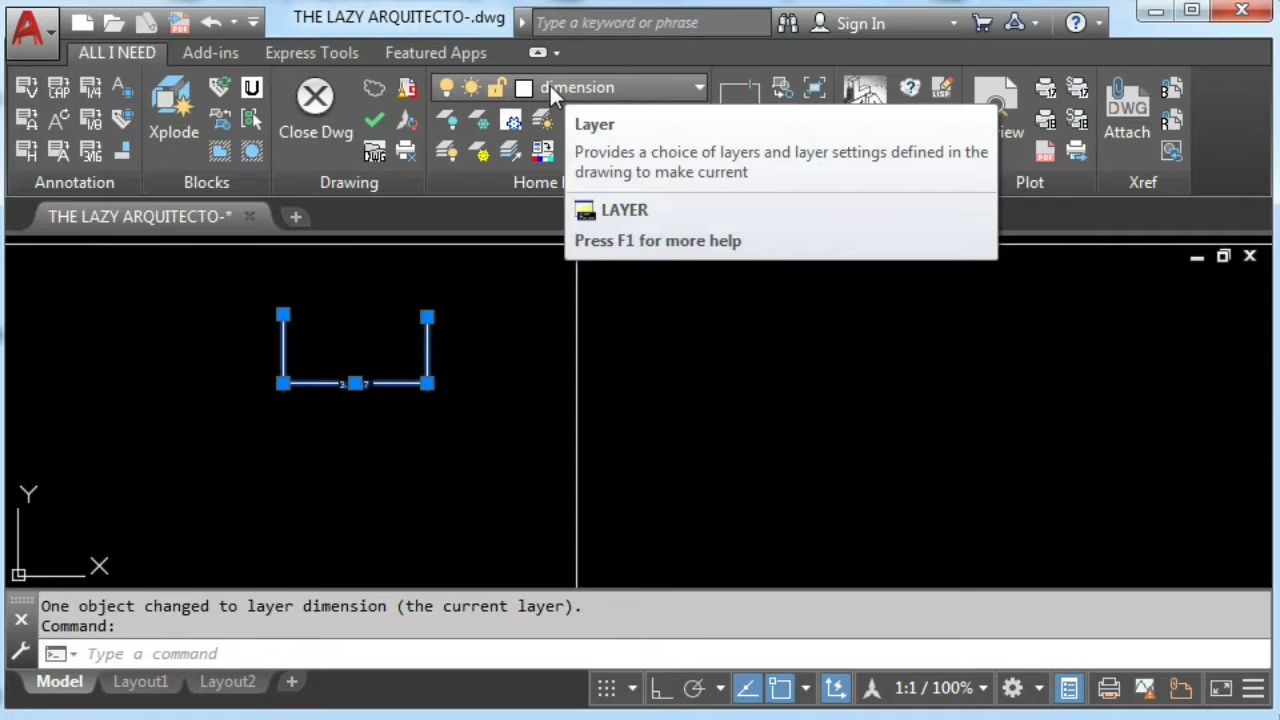 THE LAZY ARQUITECTO-.dwg
Type a keyword or phrase
Sign In
ALL I NEED
Add-ins
Express Tools
Featured Apps
dimension
Xplode
Close Dwg
Attach
DWG
Layer
Provides a choice of layers and layer settings defined in the
drawing to make current
LAYER
Press F1 for more help
Annotation
Blocks
Drawing
Home
Plot
Xref
THE LAZY ARQUITECTO-*
Y
X
One object changed to layer dimension (the current layer).
Command:
Type a command
Model
Layout1
Layout2
1:1 / 100%